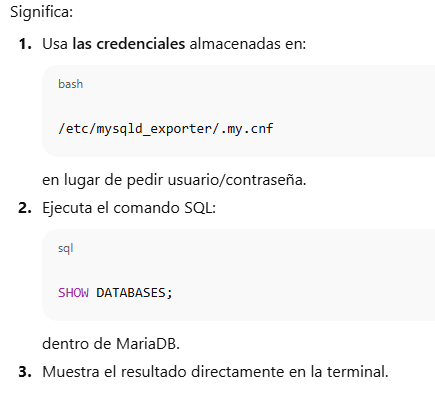 Significa:
1. Usa las credenciales almacenadas en:
bash
/etc/mysqld_exporter/.my.cnf
en lugar de pedir usuario/contraseña.
2. Ejecuta el comando SQL:
sql
SHOW DATABASES;
dentro de MariaDB.
3. Muestra el resultado directamente en la terminal.